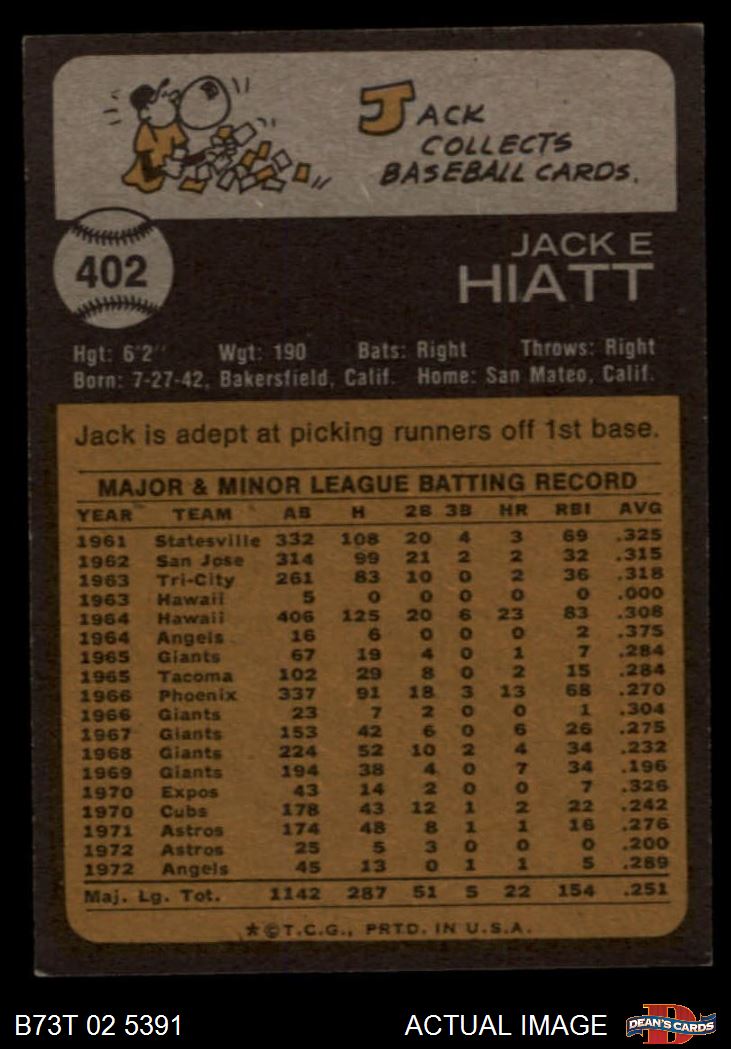 JACK
COLLECTS
BASEBALL CARDS.
402
JACK E
HIATT
Hgt: 6'2" Wgt: 190 Bats: Right Throws: Right
Born: 7-27-42, Bakersfield, Calif. Home: San Mateo, Calif.
Jack is adept at picking runners off 1st base.
MAJOR & MINOR LEAGUE BATTING RECORD
YEAR TEAM AB H 2B 3B HR RBI AVG
1961 Statesville 332 108 20 4 3 69 .325
1962 San Jose 314 99 21 2 2 32 .315
1963 Tri-City 261 83 10 0 2 36 .318
1963 Hawaii 5 0 0 0 0 0 .000
1964 Hawaii 406 125 20 6 23 83 .308
1964 Angels 16 6 0 0 0 2 .375
1965 Giants 67 19 4 0 1 7 .284
1965 Tacoma 102 29 8 0 2 15 .284
1966 Phoenix 337 91 18 3 13 68 .270
1966 Giants 23 7 2 0 0 1 .304
1967 Giants 153 42 6 0 6 26 .275
1968 Giants 224 52 10 2 4 34 .232
1969 Giants 194 38 4 0 7 34 .196
1970 Expos 43 14 2 0 0 7 .326
1970 Cubs 178 43 12 1 2 22 .242
1971 Astros 174 48 8 1 1 16 .276
1972 Astros 25 5 3 0 0 0 .200
1972 Angels 45 13 0 1 1 5 .289
Maj. Lg. Tot. 1142 287 51 5 22 154 .251
*©T.C.G., PRTD. IN U.S.A.
B73T 02 5391 ACTUAL IMAGE
D
DEAN'S CARDS